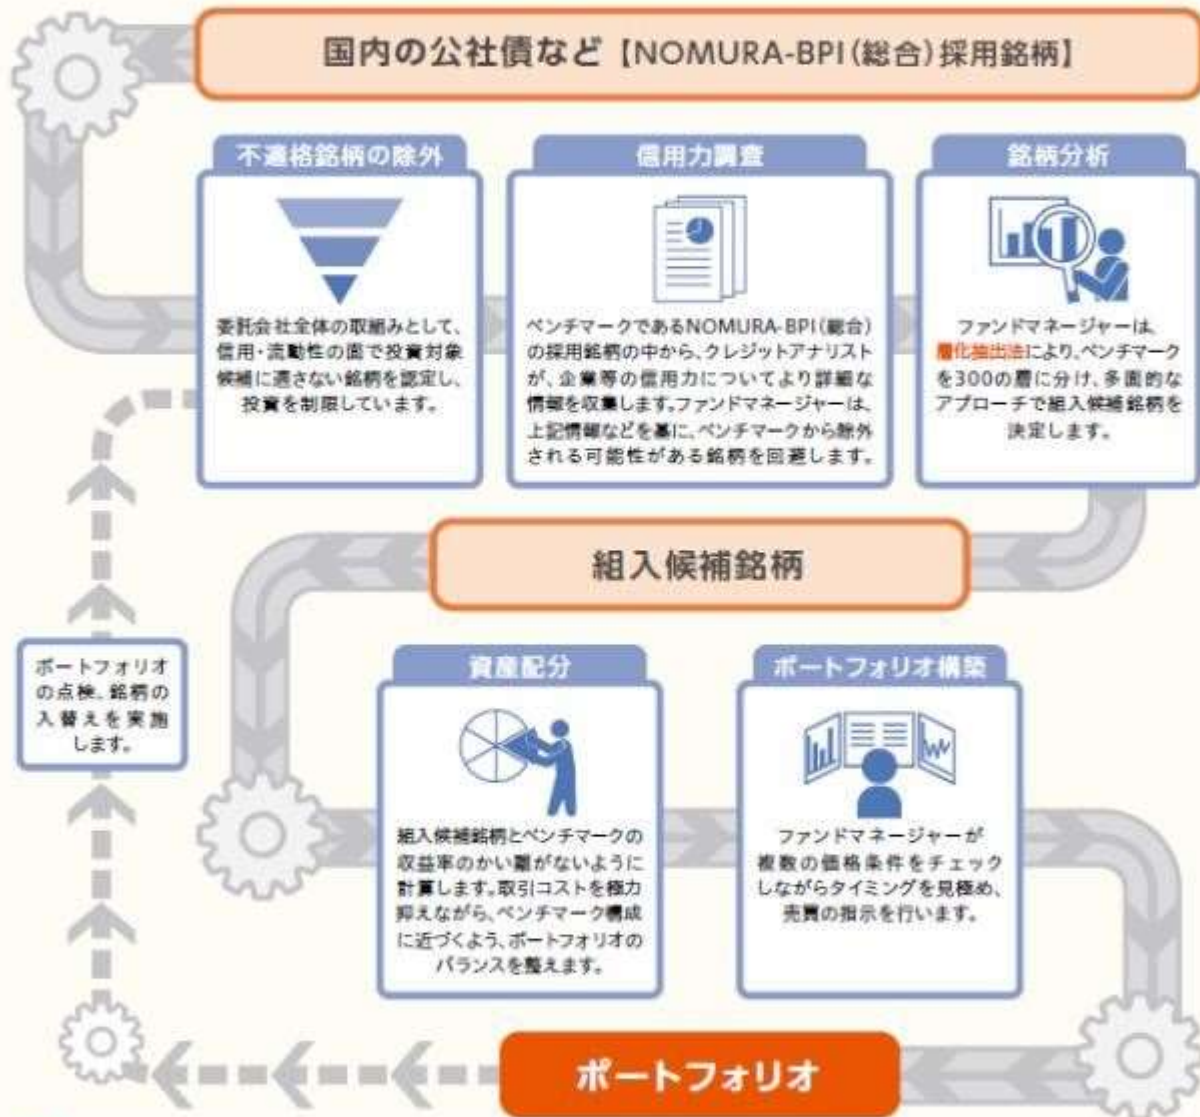 国内の公社債など【NOMURA-BPI(総合)採用銘柄】
不適格銘柄の除外
委託会社全体の取組みとして、
信用・流動性の面で投資対象
候補に適さない銘柄を認定し、
投資を制限しています。
信用力調査
ベンチマークであるNOMURA-BPI(総合)
の採用銘柄の中から、クレジットアナリスト
が、企業等の信用力についてより詳細な
情報を収集します。ファンドマネージャーは、
上記情報などを基に、ベンチマークから除外
される可能性がある銘柄を回避します。
銘柄分析
ファンドマネージャーは、
層化抽出法により、ベンチマーク
を300の層に分け、多面的な
アプローチで組入候補銘柄を
決定します。
組入候補銘柄
ポートフォリオ
の点検、銘柄の
入替えを実施
します。
資産配分
組入候補銘柄とベンチマークの
収益率のかい離がないように
計算します。取引コストを極力
抑えながら、ベンチマーク構成
に近づくよう、ポートフォリオの
バランスを整えます。
ポートフォリオ構築
ファンドマネージャーが
複数の価格条件をチェック
しながらタイミングを見極め、
売買の指示を行います。
ポートフォリオ